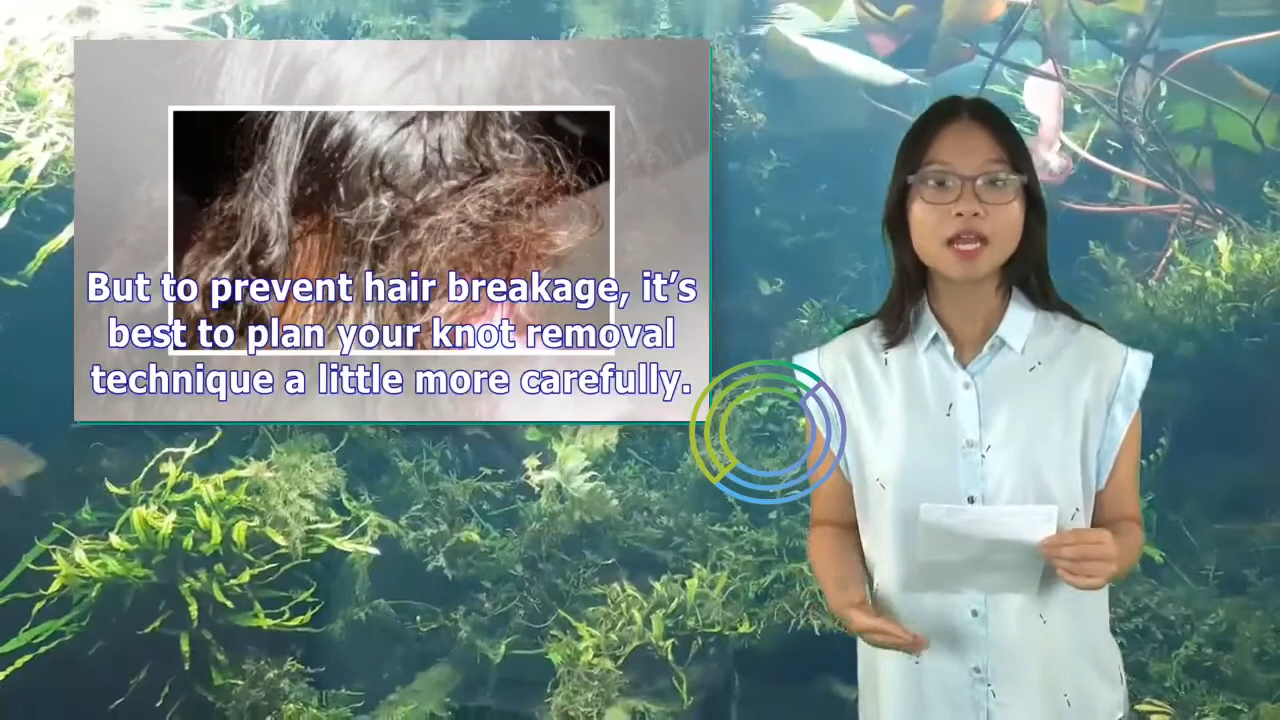 But to prevent hair breakage, it’s
best to plan your knot removal
technique a little more carefully.